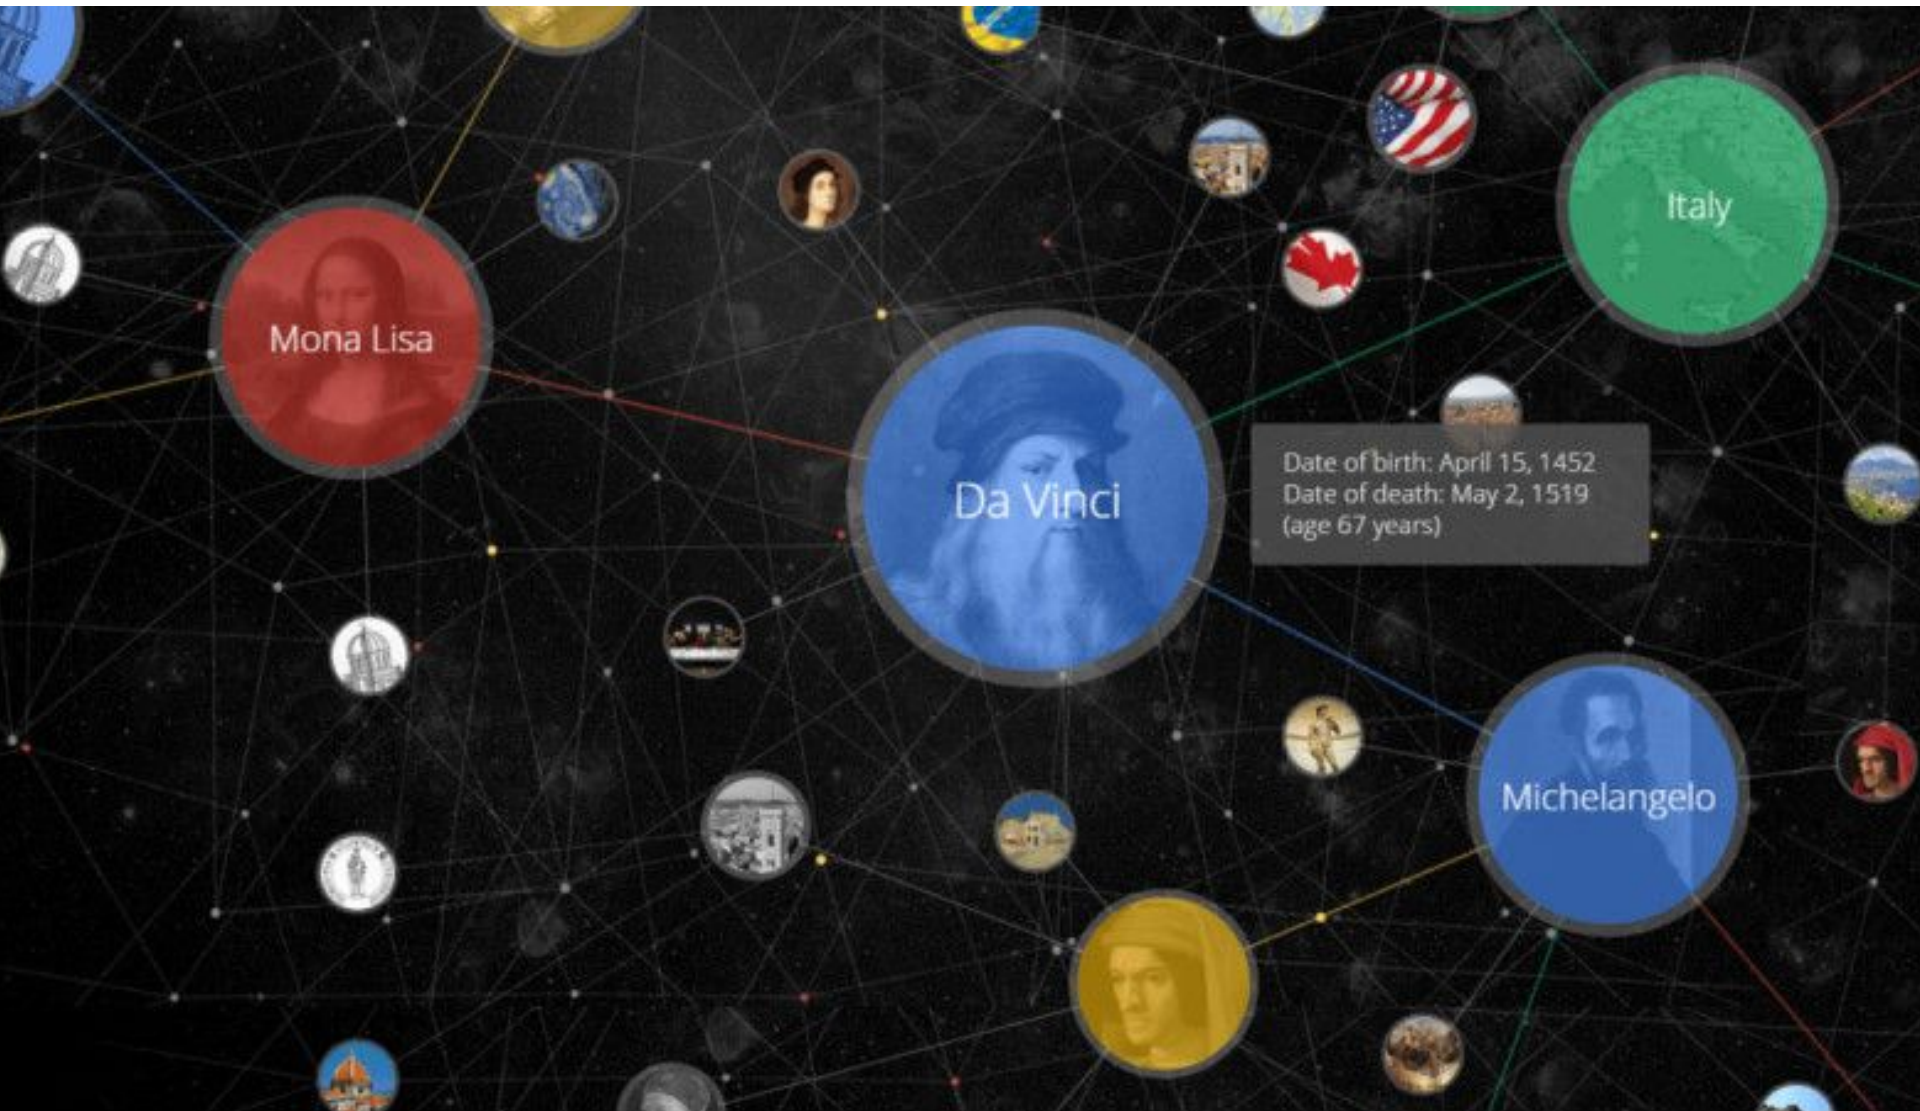 Italy
Mona Lisa
Da Vinci
Date of birth: April 15, 1452
Date of death: May 2, 1519
(age 67 years)
Michelangelo